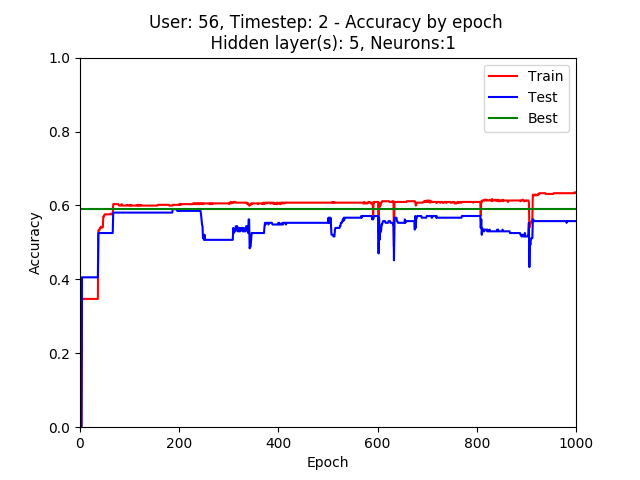 User: 56, Timestep: 2 - Accuracy by epoch
Hidden layer(s): 5, Neurons:1
1.0
0.8
0.6
0.4
0.2
0.0
Accuracy
Train
Test
Best
0 200 400 600 800 1000
Epoch